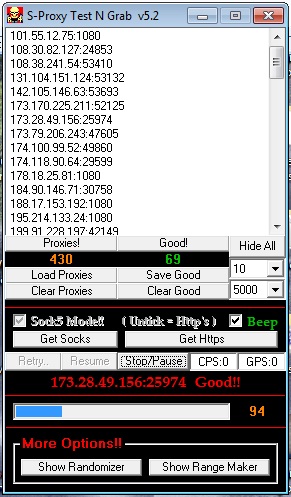 S-Proxy Test N Grab v5.2
101.55.12.75:1080
108.30.82.127:24853
108.38.241.54:53410
131.104.151.124:53132
142.105.146.63:53693
173.170.225.211:52125
173.28.49.156:25974
173.79.206.243:47605
174.100.99.52:49860
174.118.90.64:29599
178.18.25.81:1080
184.90.146.71:30758
188.17.153.192:1080
195.214.133.24:1080
199.91.228.197:42149
Proxies! Good! Hide All
430 69
Load Proxies Save Good 10
Clear Proxies Clear Good 5000
Sock5 Model!! ( Untick = Http's ) Beep
Get Socks Get Https
Retry.. Resume Stop/Pause CPS:0 GPS:0
173.28.49.156:25974 Good!!
94
More Options!!
Show Randomizer Show Range Maker